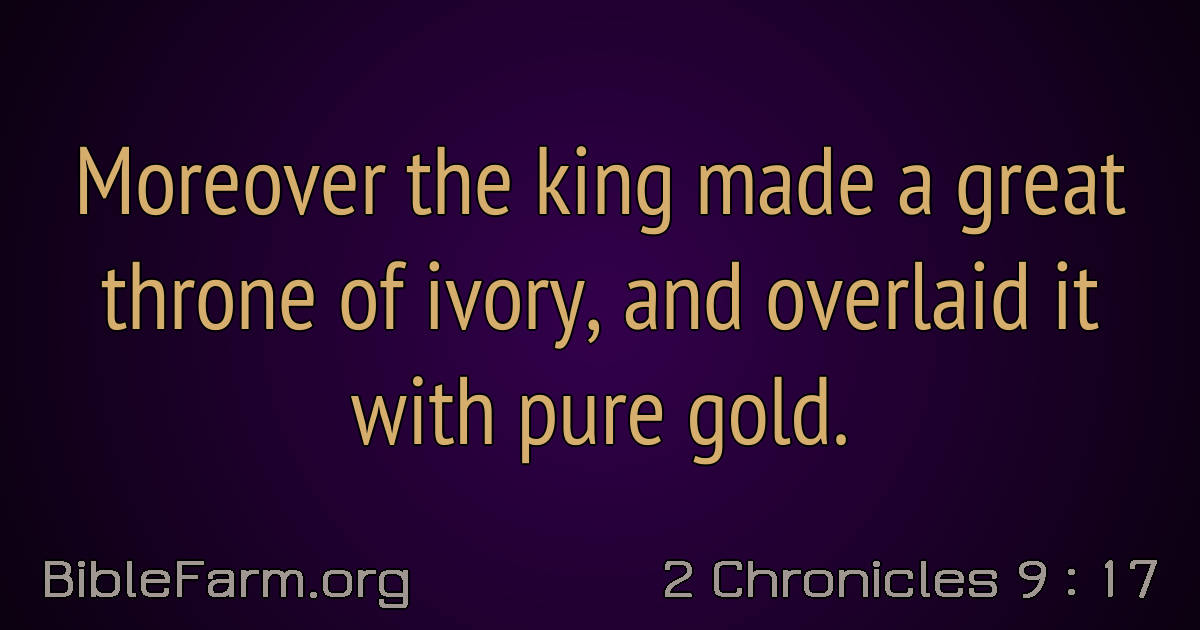 Moreover the king made a great
throne of ivory, and overlaid it
with pure gold.
BibleFarm.org
2 Chronicles 9 : 17